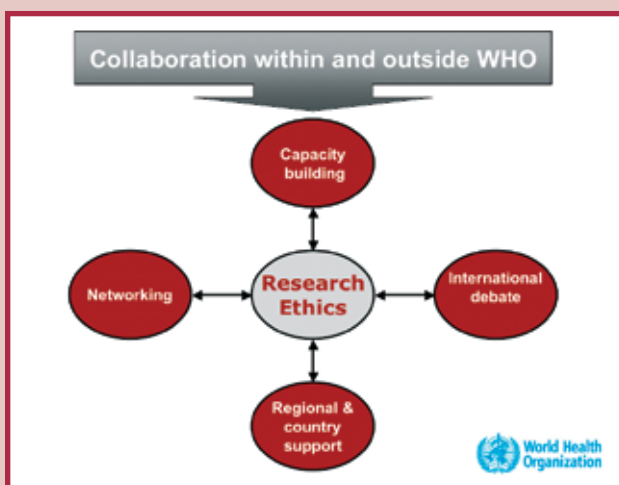 Collaboration within and outside WHO
Capacity
building
Networking
Research
Ethics
International
debate
Regional &
country
support
World Health
Organization